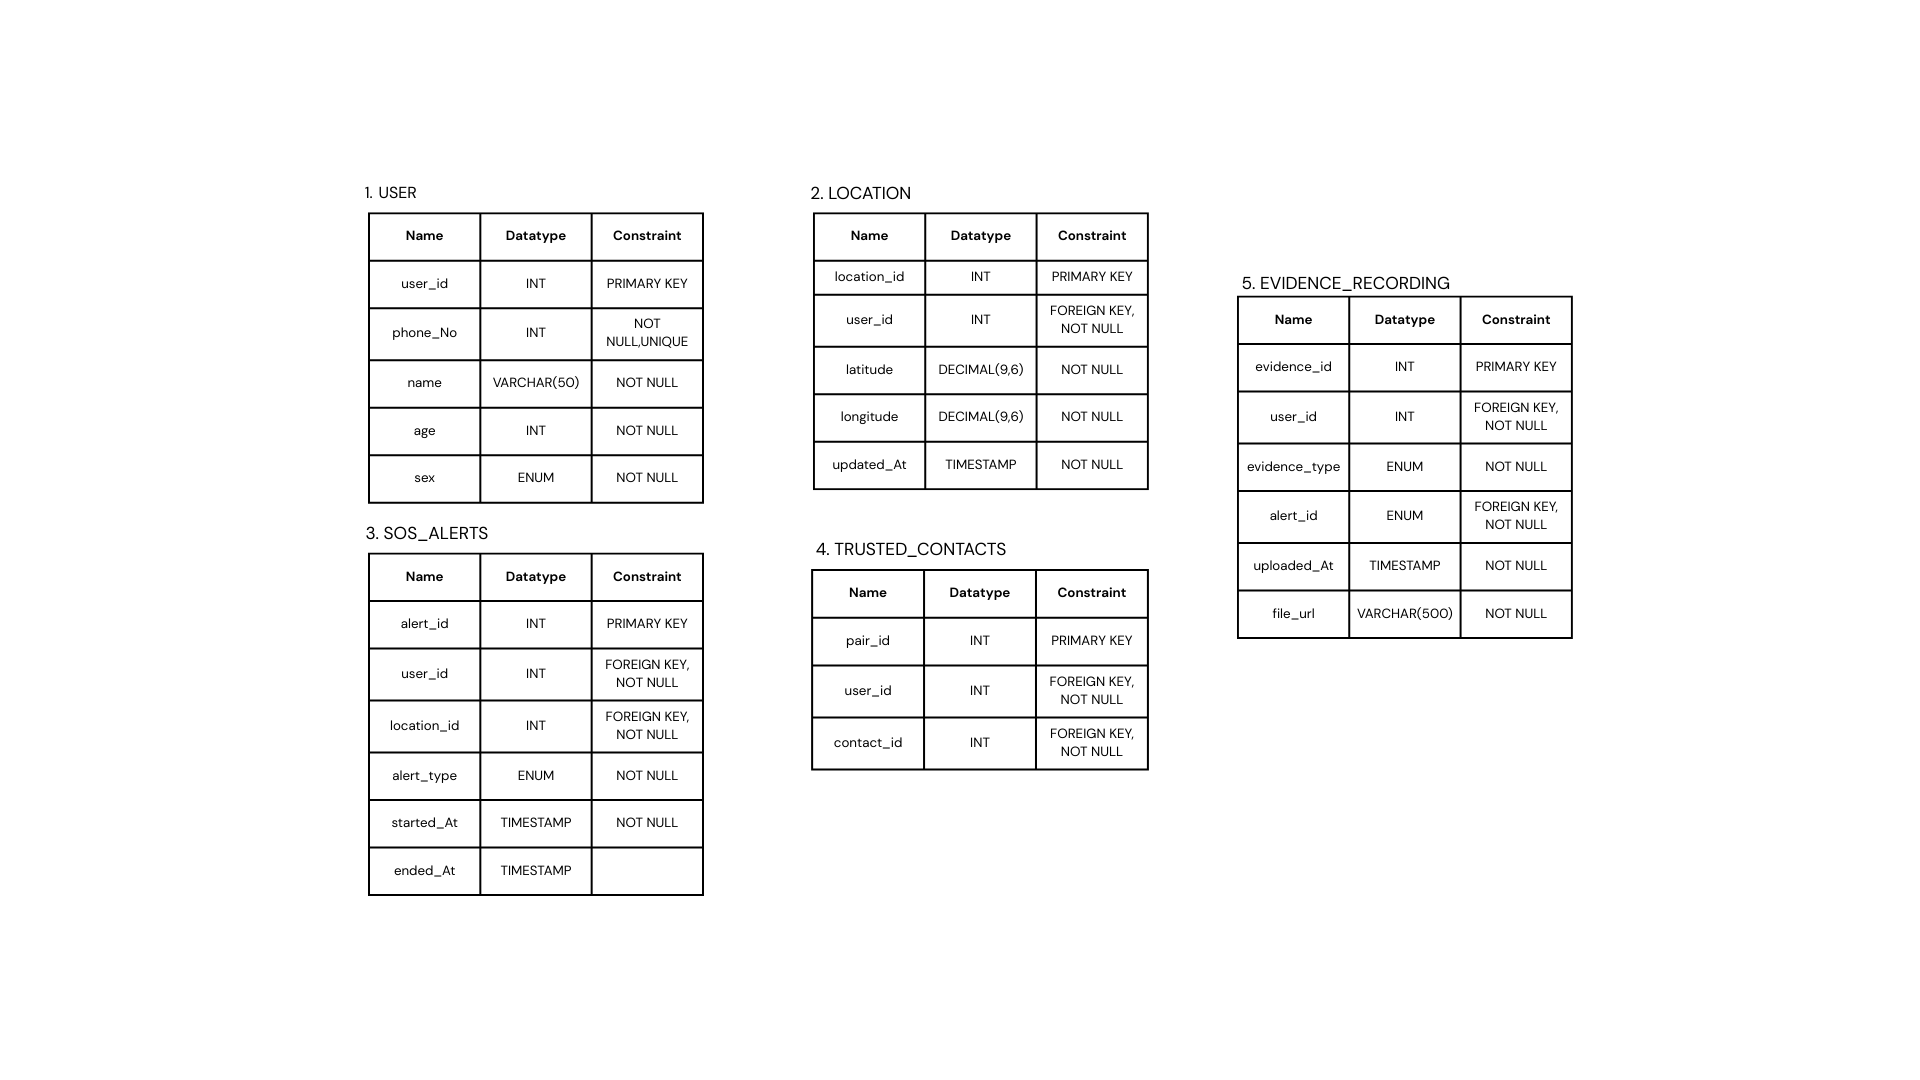 1. USER
Name Datatype Constraint
user_id INT PRIMARY KEY
phone_No INT NOT
NULL,UNIQUE
name VARCHAR(50) NOT NULL
age INT NOT NULL
sex ENUM NOT NULL
2. LOCATION
Name Datatype Constraint
location_id INT PRIMARY KEY
user_id INT FOREIGN KEY,
NOT NULL
latitude DECIMAL(9,6) NOT NULL
longitude DECIMAL(9,6) NOT NULL
updated_At TIMESTAMP NOT NULL
3. SOS_ALERTS
Name Datatype Constraint
alert_id INT PRIMARY KEY
user_id INT FOREIGN KEY,
NOT NULL
location_id INT FOREIGN KEY,
NOT NULL
alert_type ENUM NOT NULL
started_At TIMESTAMP NOT NULL
ended_At TIMESTAMP
4. TRUSTED_CONTACTS
Name Datatype Constraint
pair_id INT PRIMARY KEY
user_id INT FOREIGN KEY,
NOT NULL
contact_id INT FOREIGN KEY,
NOT NULL
5. EVIDENCE_RECORDING
Name Datatype Constraint
evidence_id INT PRIMARY KEY
user_id INT FOREIGN KEY,
NOT NULL
evidence_type ENUM NOT NULL
alert_id ENUM FOREIGN KEY,
NOT NULL
uploaded_At TIMESTAMP NOT NULL
file_url VARCHAR(500) NOT NULL